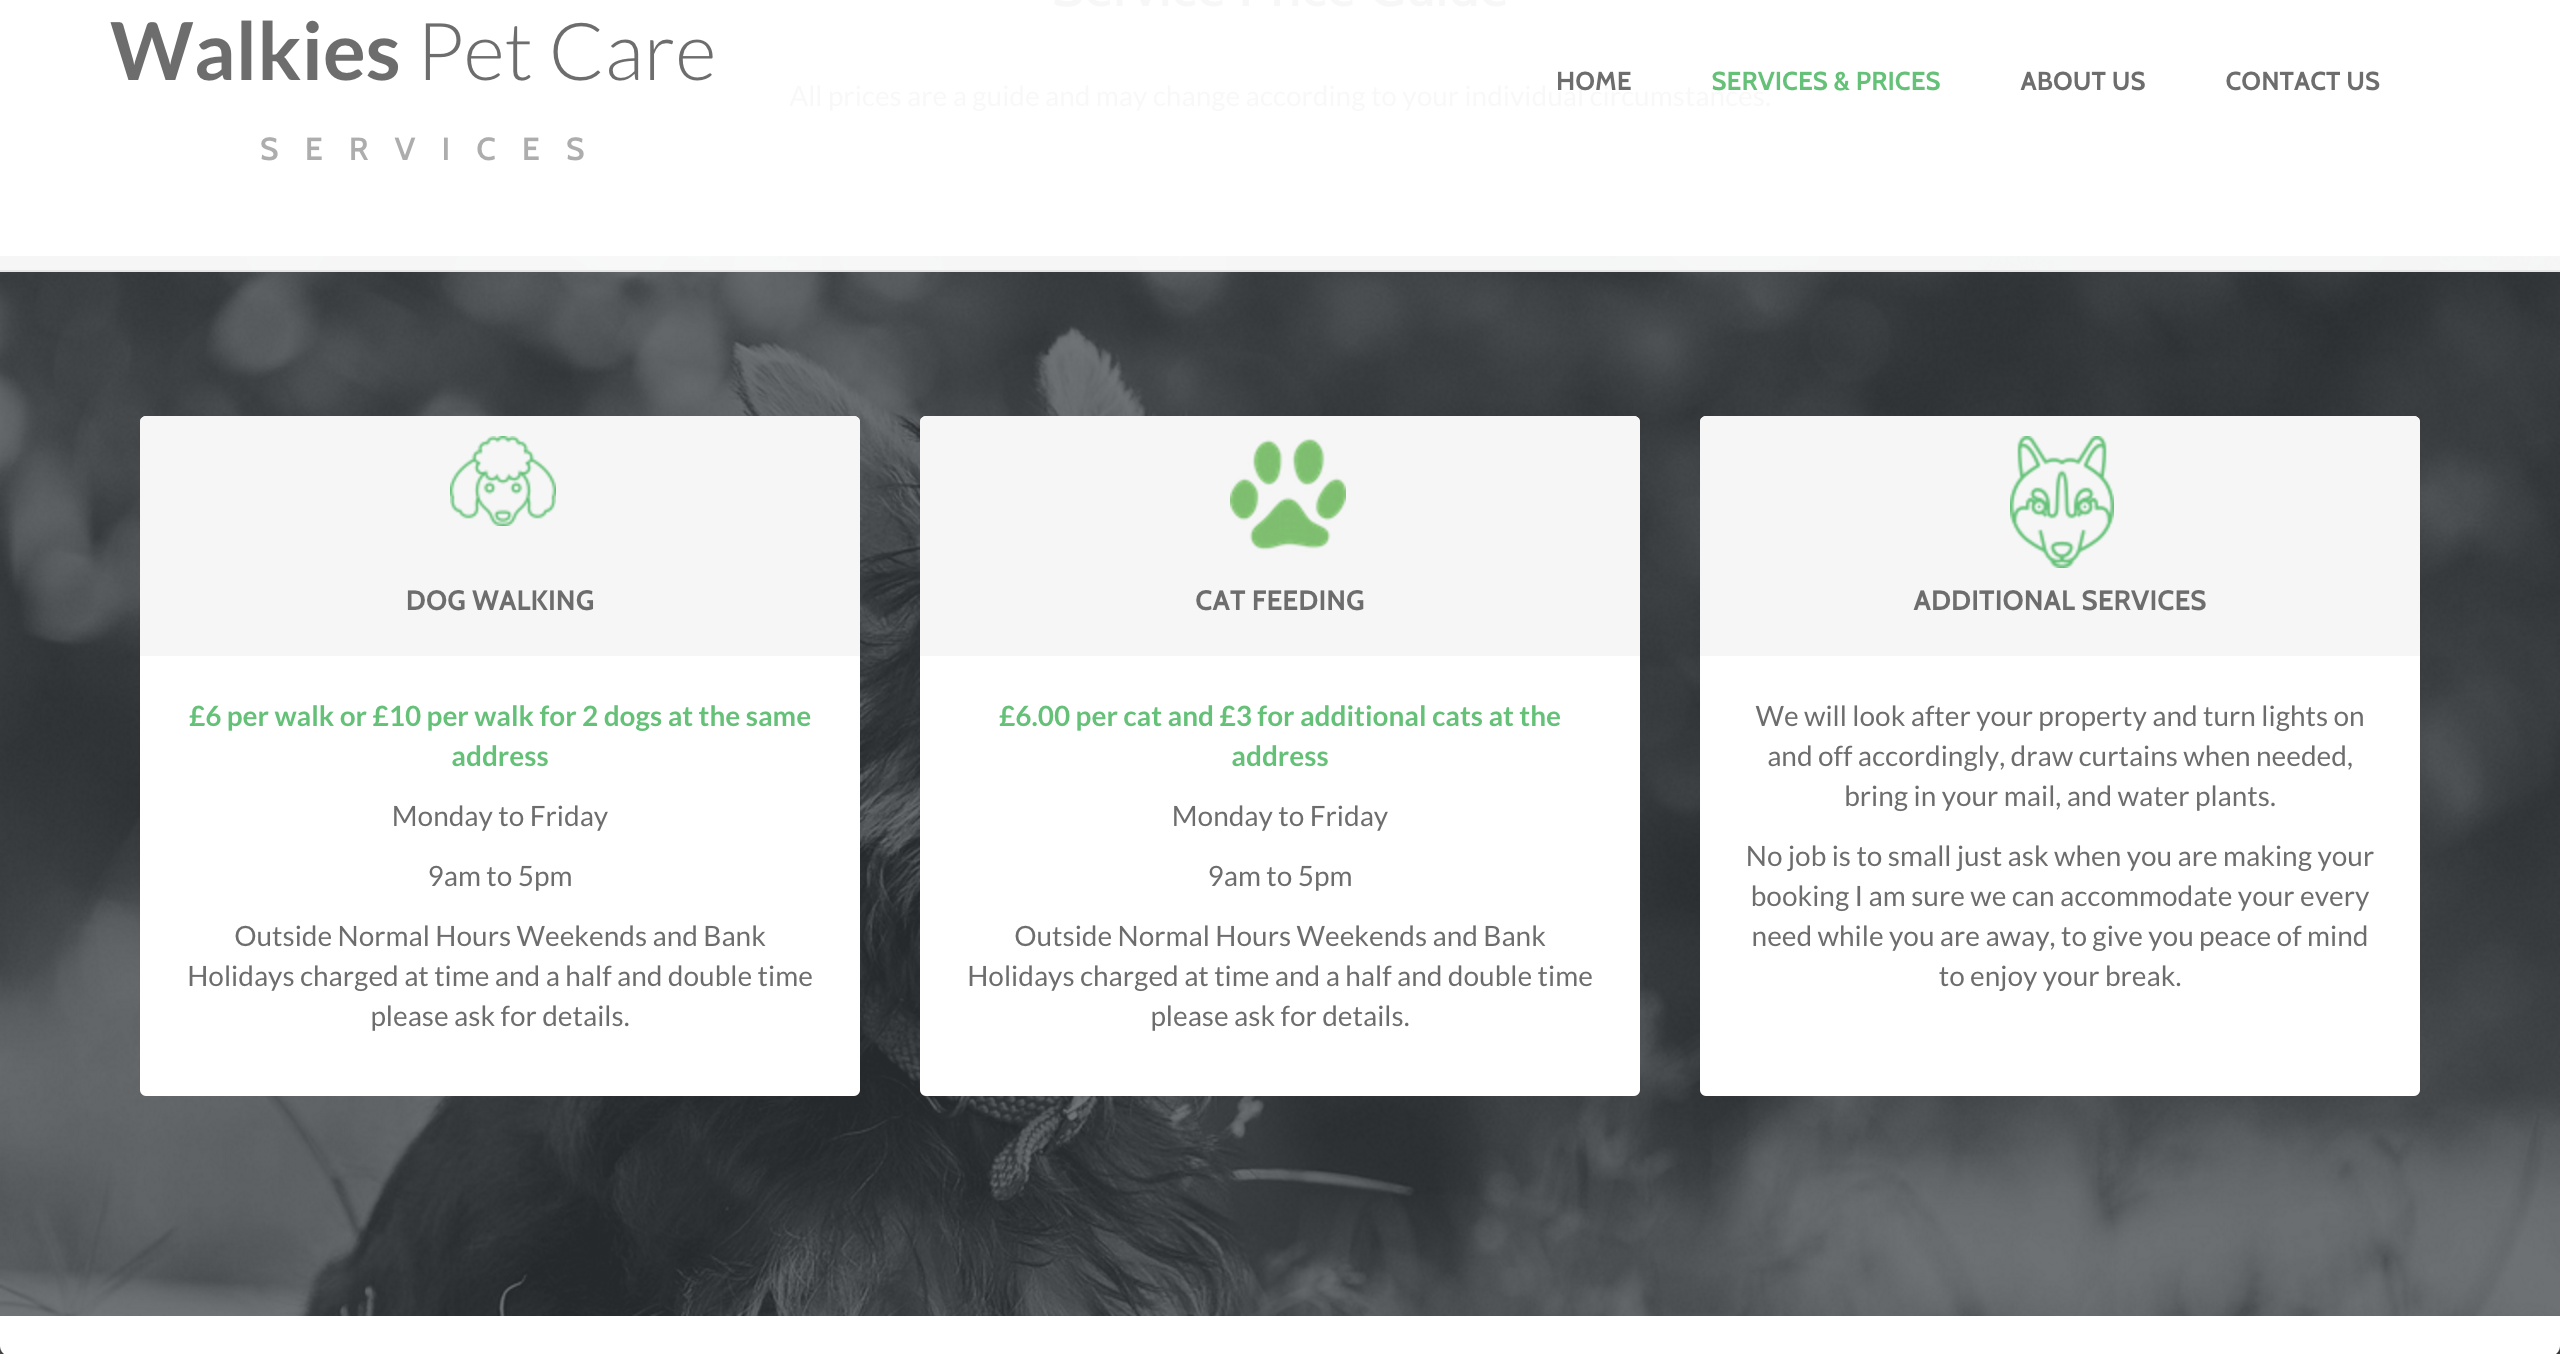 Service Price Guide
Walkies Pet Care
HOME
SERVICES & PRICES
ABOUT US
CONTACT US
All prices are a guide and may change according to your individual circumstances.
SERVICES
DOG WALKING
£6 per walk or £10 per walk for 2 dogs at the same
address
Monday to Friday
9am to 5pm
Outside Normal Hours Weekends and Bank
Holidays charged at time and a half and double time
please ask for details.
CAT FEEDING
£6.00 per cat and £3 for additional cats at the
address
Monday to Friday
9am to 5pm
Outside Normal Hours Weekends and Bank
Holidays charged at time and a half and double time
please ask for details.
ADDITIONAL SERVICES
We will look after your property and turn lights on
and off accordingly, draw curtains when needed,
bring in your mail, and water plants.
No job is to small just ask when you are making your
booking I am sure we can accommodate your every
need while you are away, to give you peace of mind
to enjoy your break.